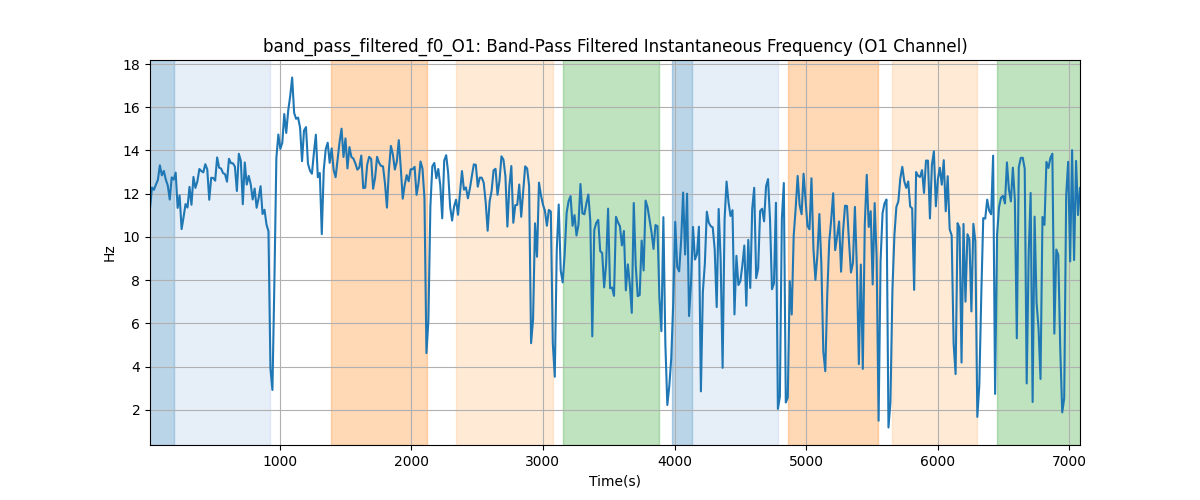 band_pass_filtered_f0_O1: Band-Pass Filtered Instantaneous Frequency (O1 Channel)
18
16
14
12
10
8
6
4
2
Hz
1000 2000 3000 4000 5000 6000 7000
Time(s)